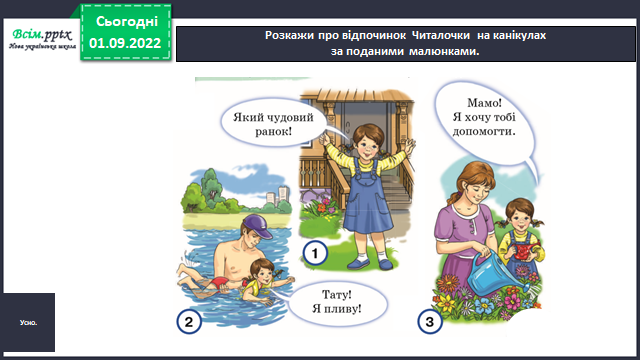 Всім.pptx
Нова українська школа
Сьогодні
01.09.2022
Розкажи про відпочинок Читалочки на канікулах
за поданими малюнками.
Який чудовий
ранок!
1
Мамо!
Я хочу тобі
допомогти.
Тату!
Я пливу!
2
3
Усно.